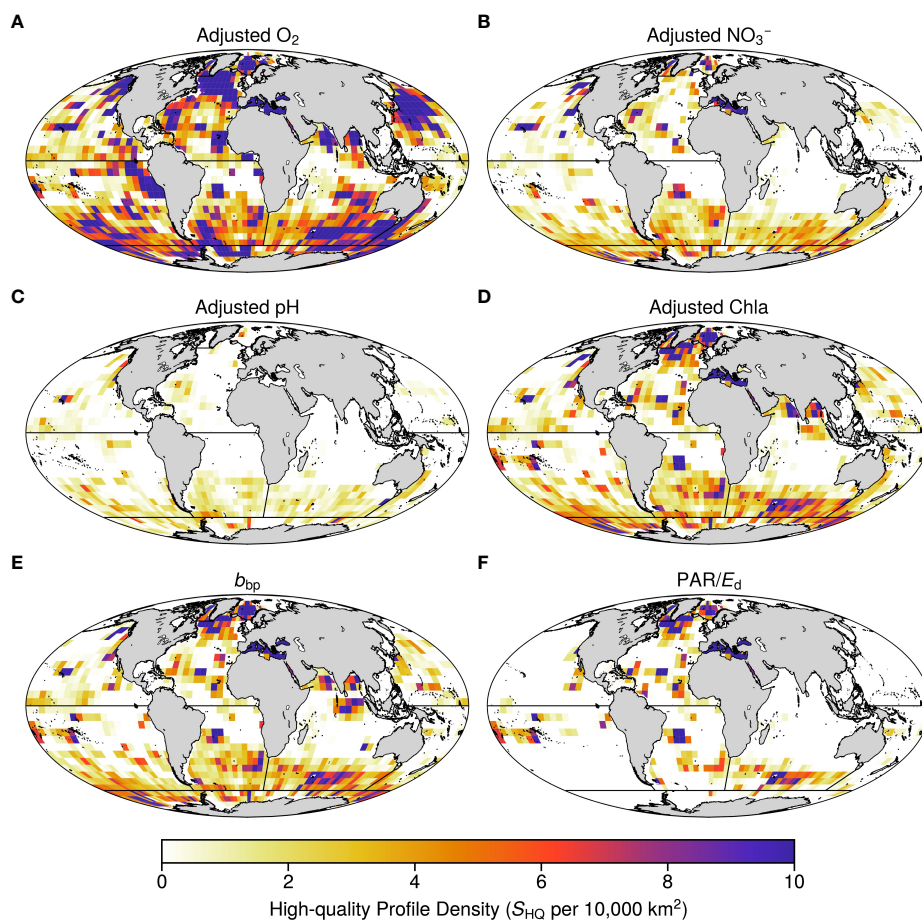 A
Adjusted O₂
B
Adjusted NO₃⁻
C
Adjusted pH
D
Adjusted Chla
E
b_bp
F
PAR/E_d
0 2 4 6 8 10
High-quality Profile Density (S_HQ per 10,000 km²)